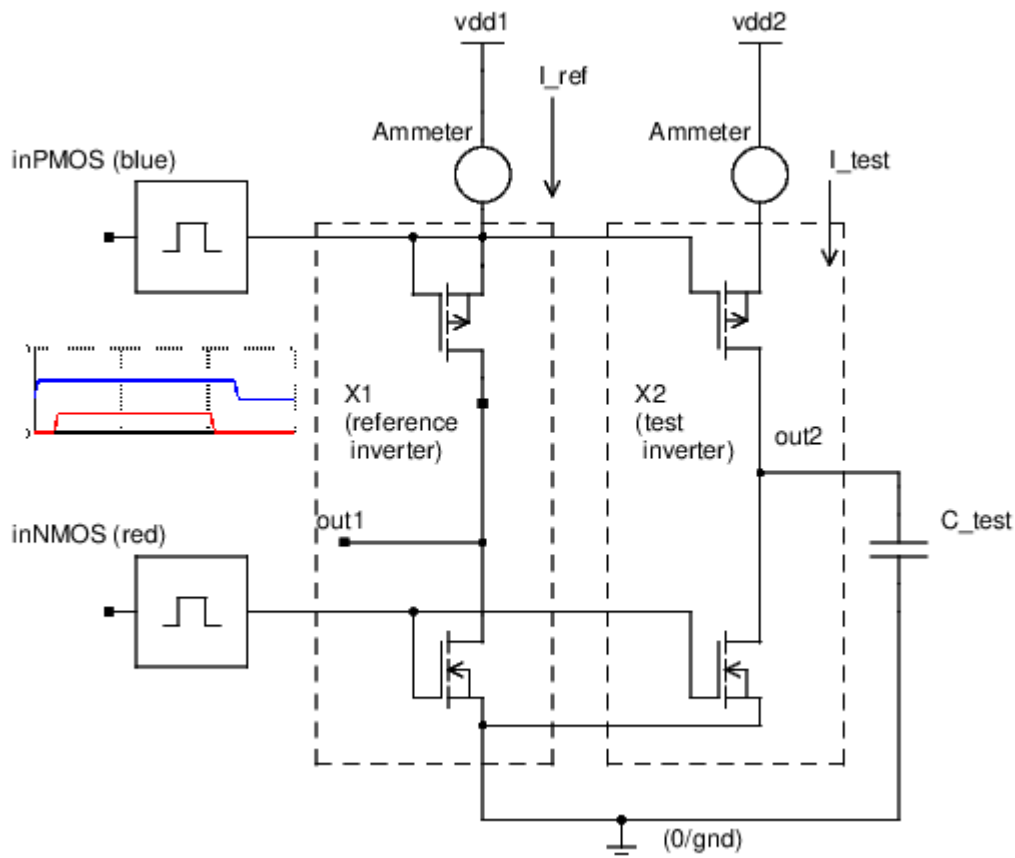 vdd1
vdd2
I_ref
Ammeter
Ammeter
inPMOS (blue)
I_test
X1
(reference
inverter)
X2
(test
inverter)
out2
out1
C_test
inNMOS (red)
(0/gnd)